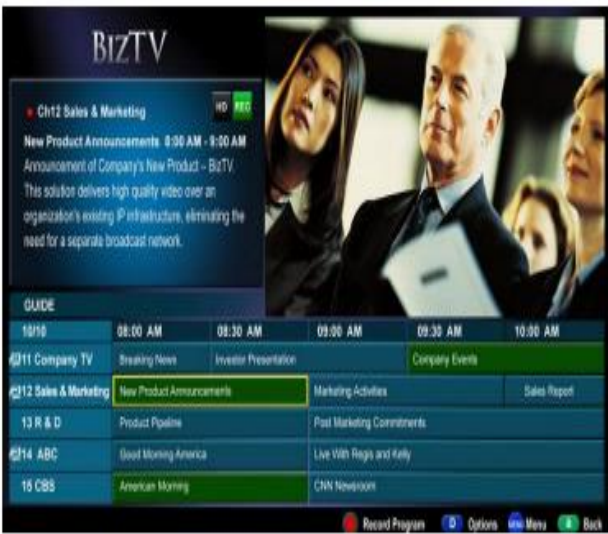 BIZTV
Ch12 Sales & Marketing HD REC
New Product Announcements 8:00 AM - 9:00 AM
Announcement of Company's New Product – BizTV.
This solution delivers high quality video over an
organization's existing IP infrastructure, eliminating the
need for a separate broadcast network.
GUIDE
10/10 08:00 AM 08:30 AM 09:00 AM 09:30 AM 10:00 AM
11 Company TV Breaking News Investor Presentation Company Events
12 Sales & Marketing New Product Announcements Marketing Activities Sales Report
13 R & D Product Pipeline Post Marketing Commitments
14 ABC Good Morning America Live With Regis and Kelly
15 CBS American Morning CNN Newsroom
Record Program D Options MENU Menu Back